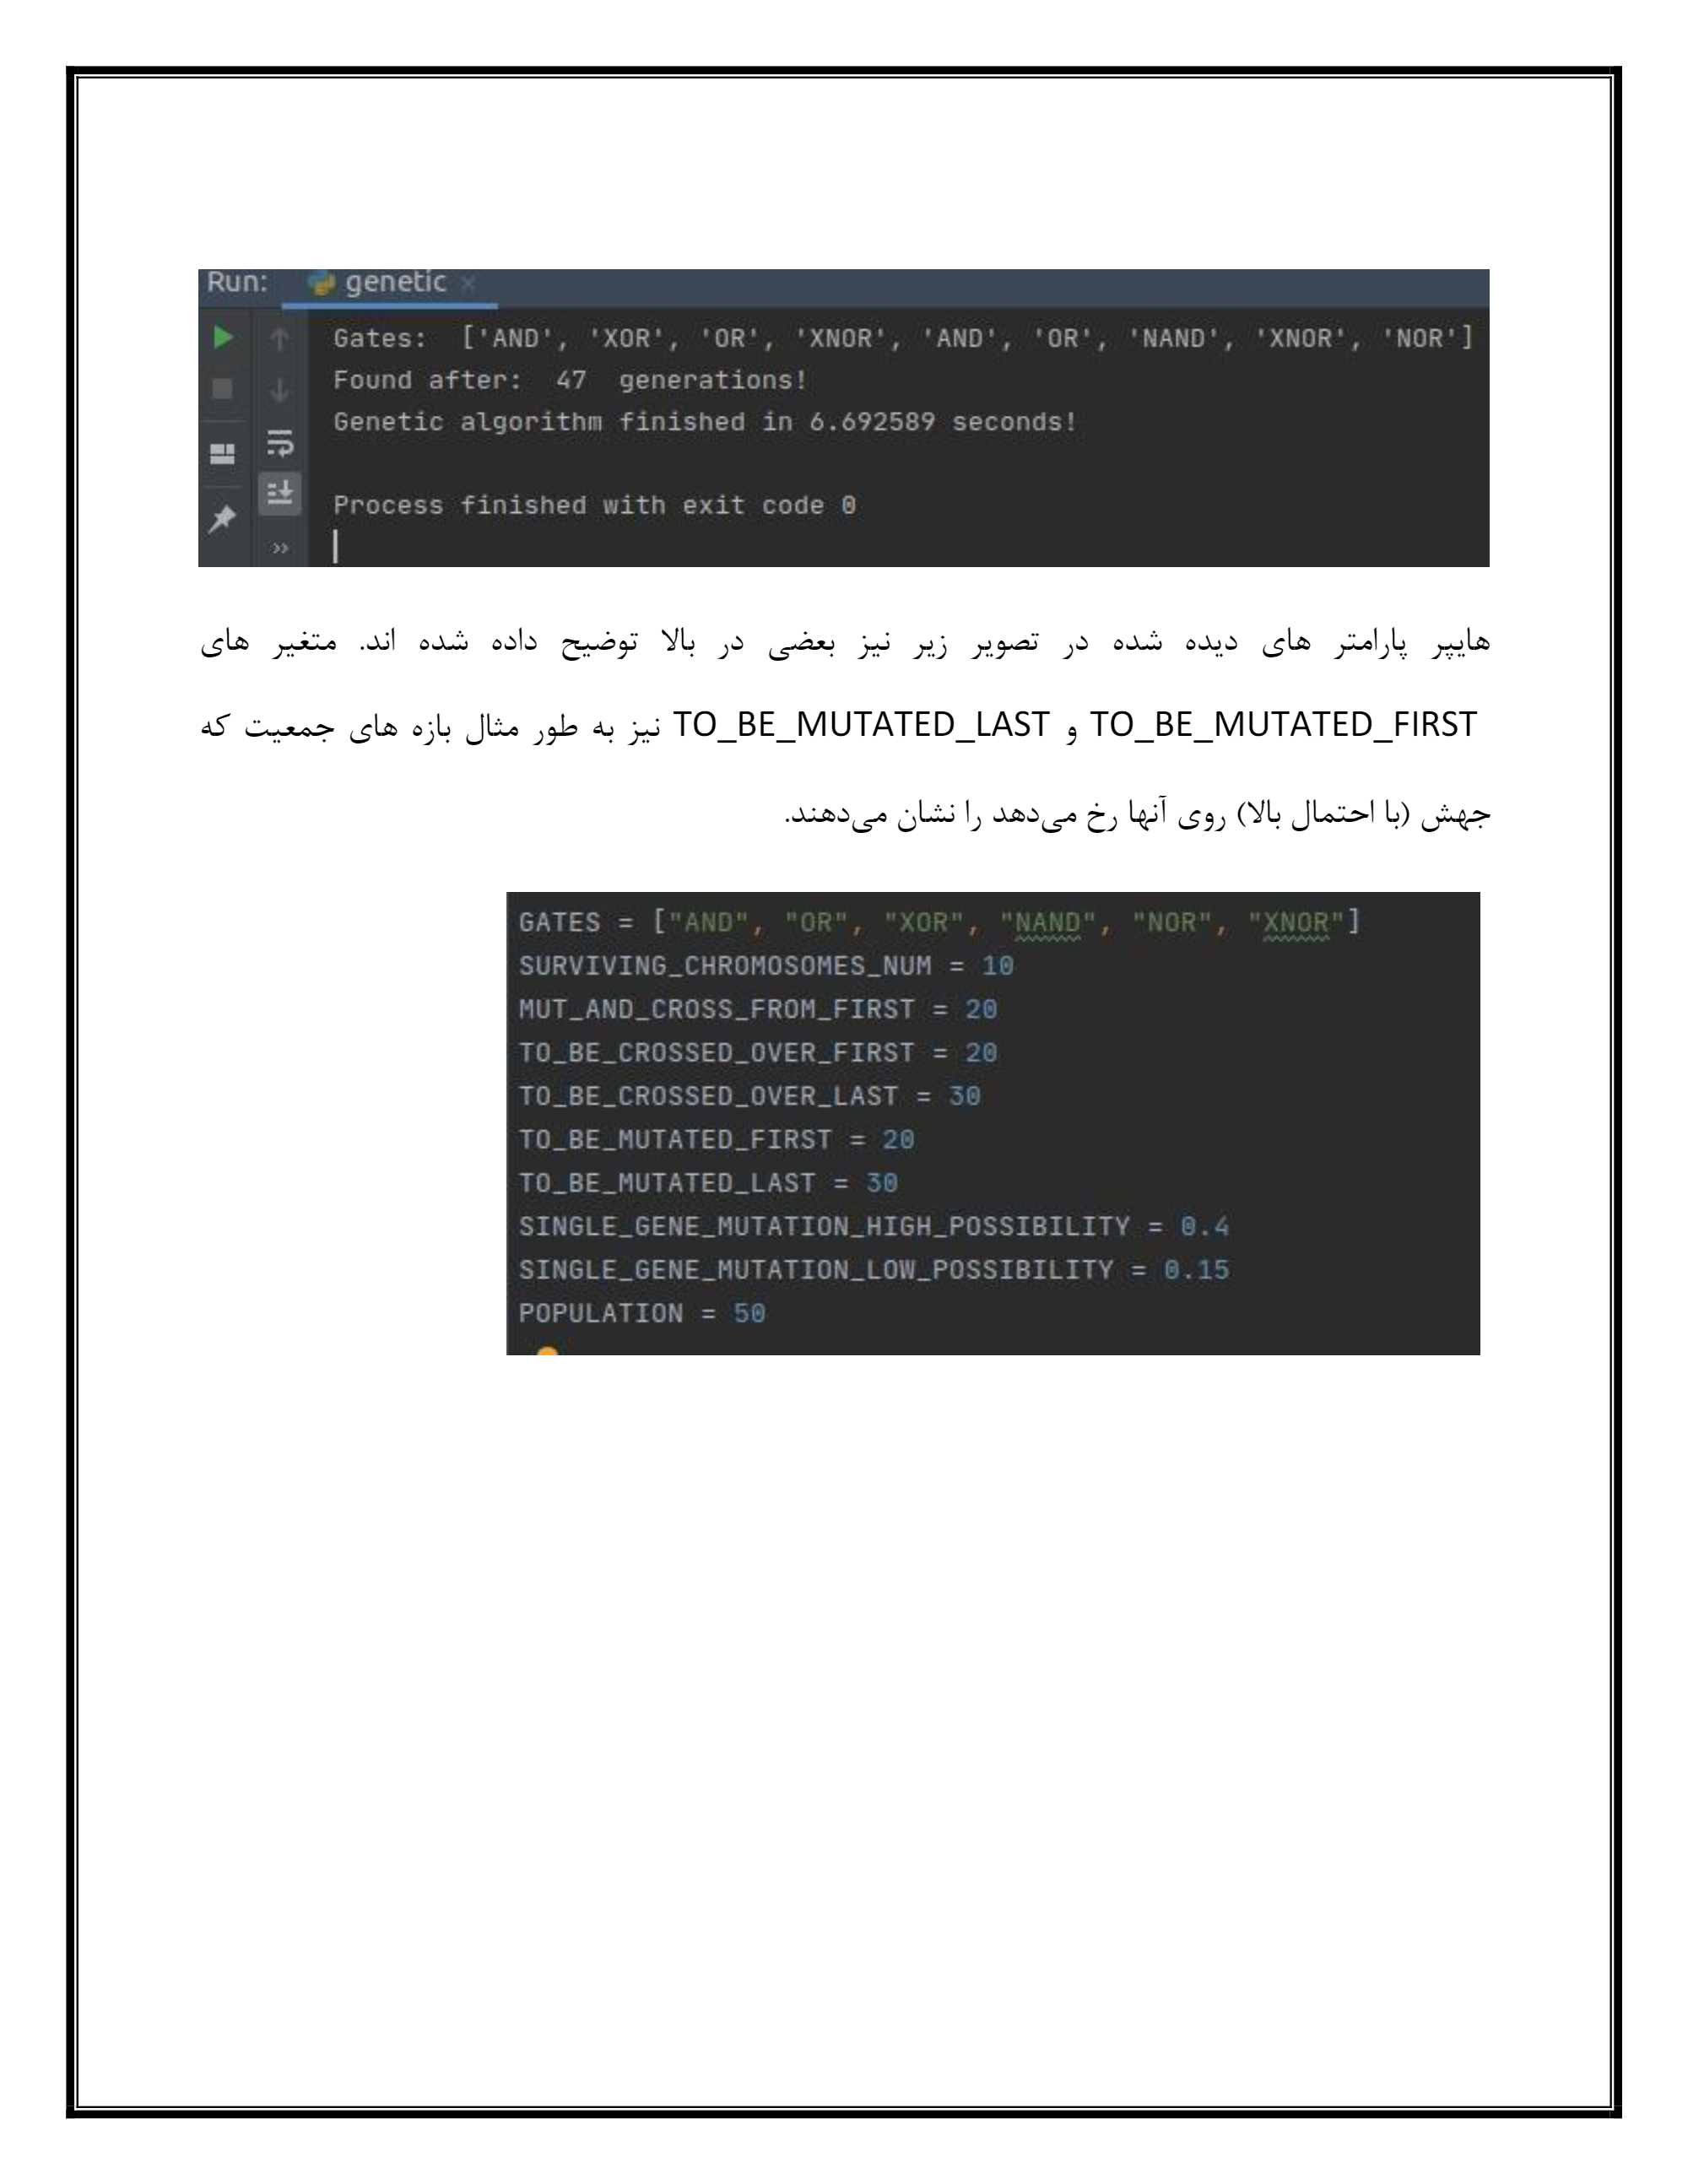 Run: genetic ×
Gates:  ['AND', 'XOR', 'OR', 'XNOR', 'AND', 'OR', 'NAND', 'XNOR', 'NOR']
Found after:  47  generations!
Genetic algorithm finished in 6.692589 seconds!
Process finished with exit code 0
هایپر پارامتر های دیده شده در تصویر زیر نیز بعضی در بالا توضیح داده شده اند. متغیر های
TO_BE_MUTATED_FIRST و TO_BE_MUTATED_LAST نیز به طور مثال بازه های جمعیت که
جهش (با احتمال بالا) روی آنها رخ می‌دهد را نشان می‌دهند.
GATES = ["AND", "OR", "XOR", "NAND", "NOR", "XNOR"]
SURVIVING_CHROMOSOMES_NUM = 10
MUT_AND_CROSS_FROM_FIRST = 20
TO_BE_CROSSED_OVER_FIRST = 20
TO_BE_CROSSED_OVER_LAST = 30
TO_BE_MUTATED_FIRST = 20
TO_BE_MUTATED_LAST = 30
SINGLE_GENE_MUTATION_HIGH_POSSIBILITY = 0.4
SINGLE_GENE_MUTATION_LOW_POSSIBILITY = 0.15
POPULATION = 50